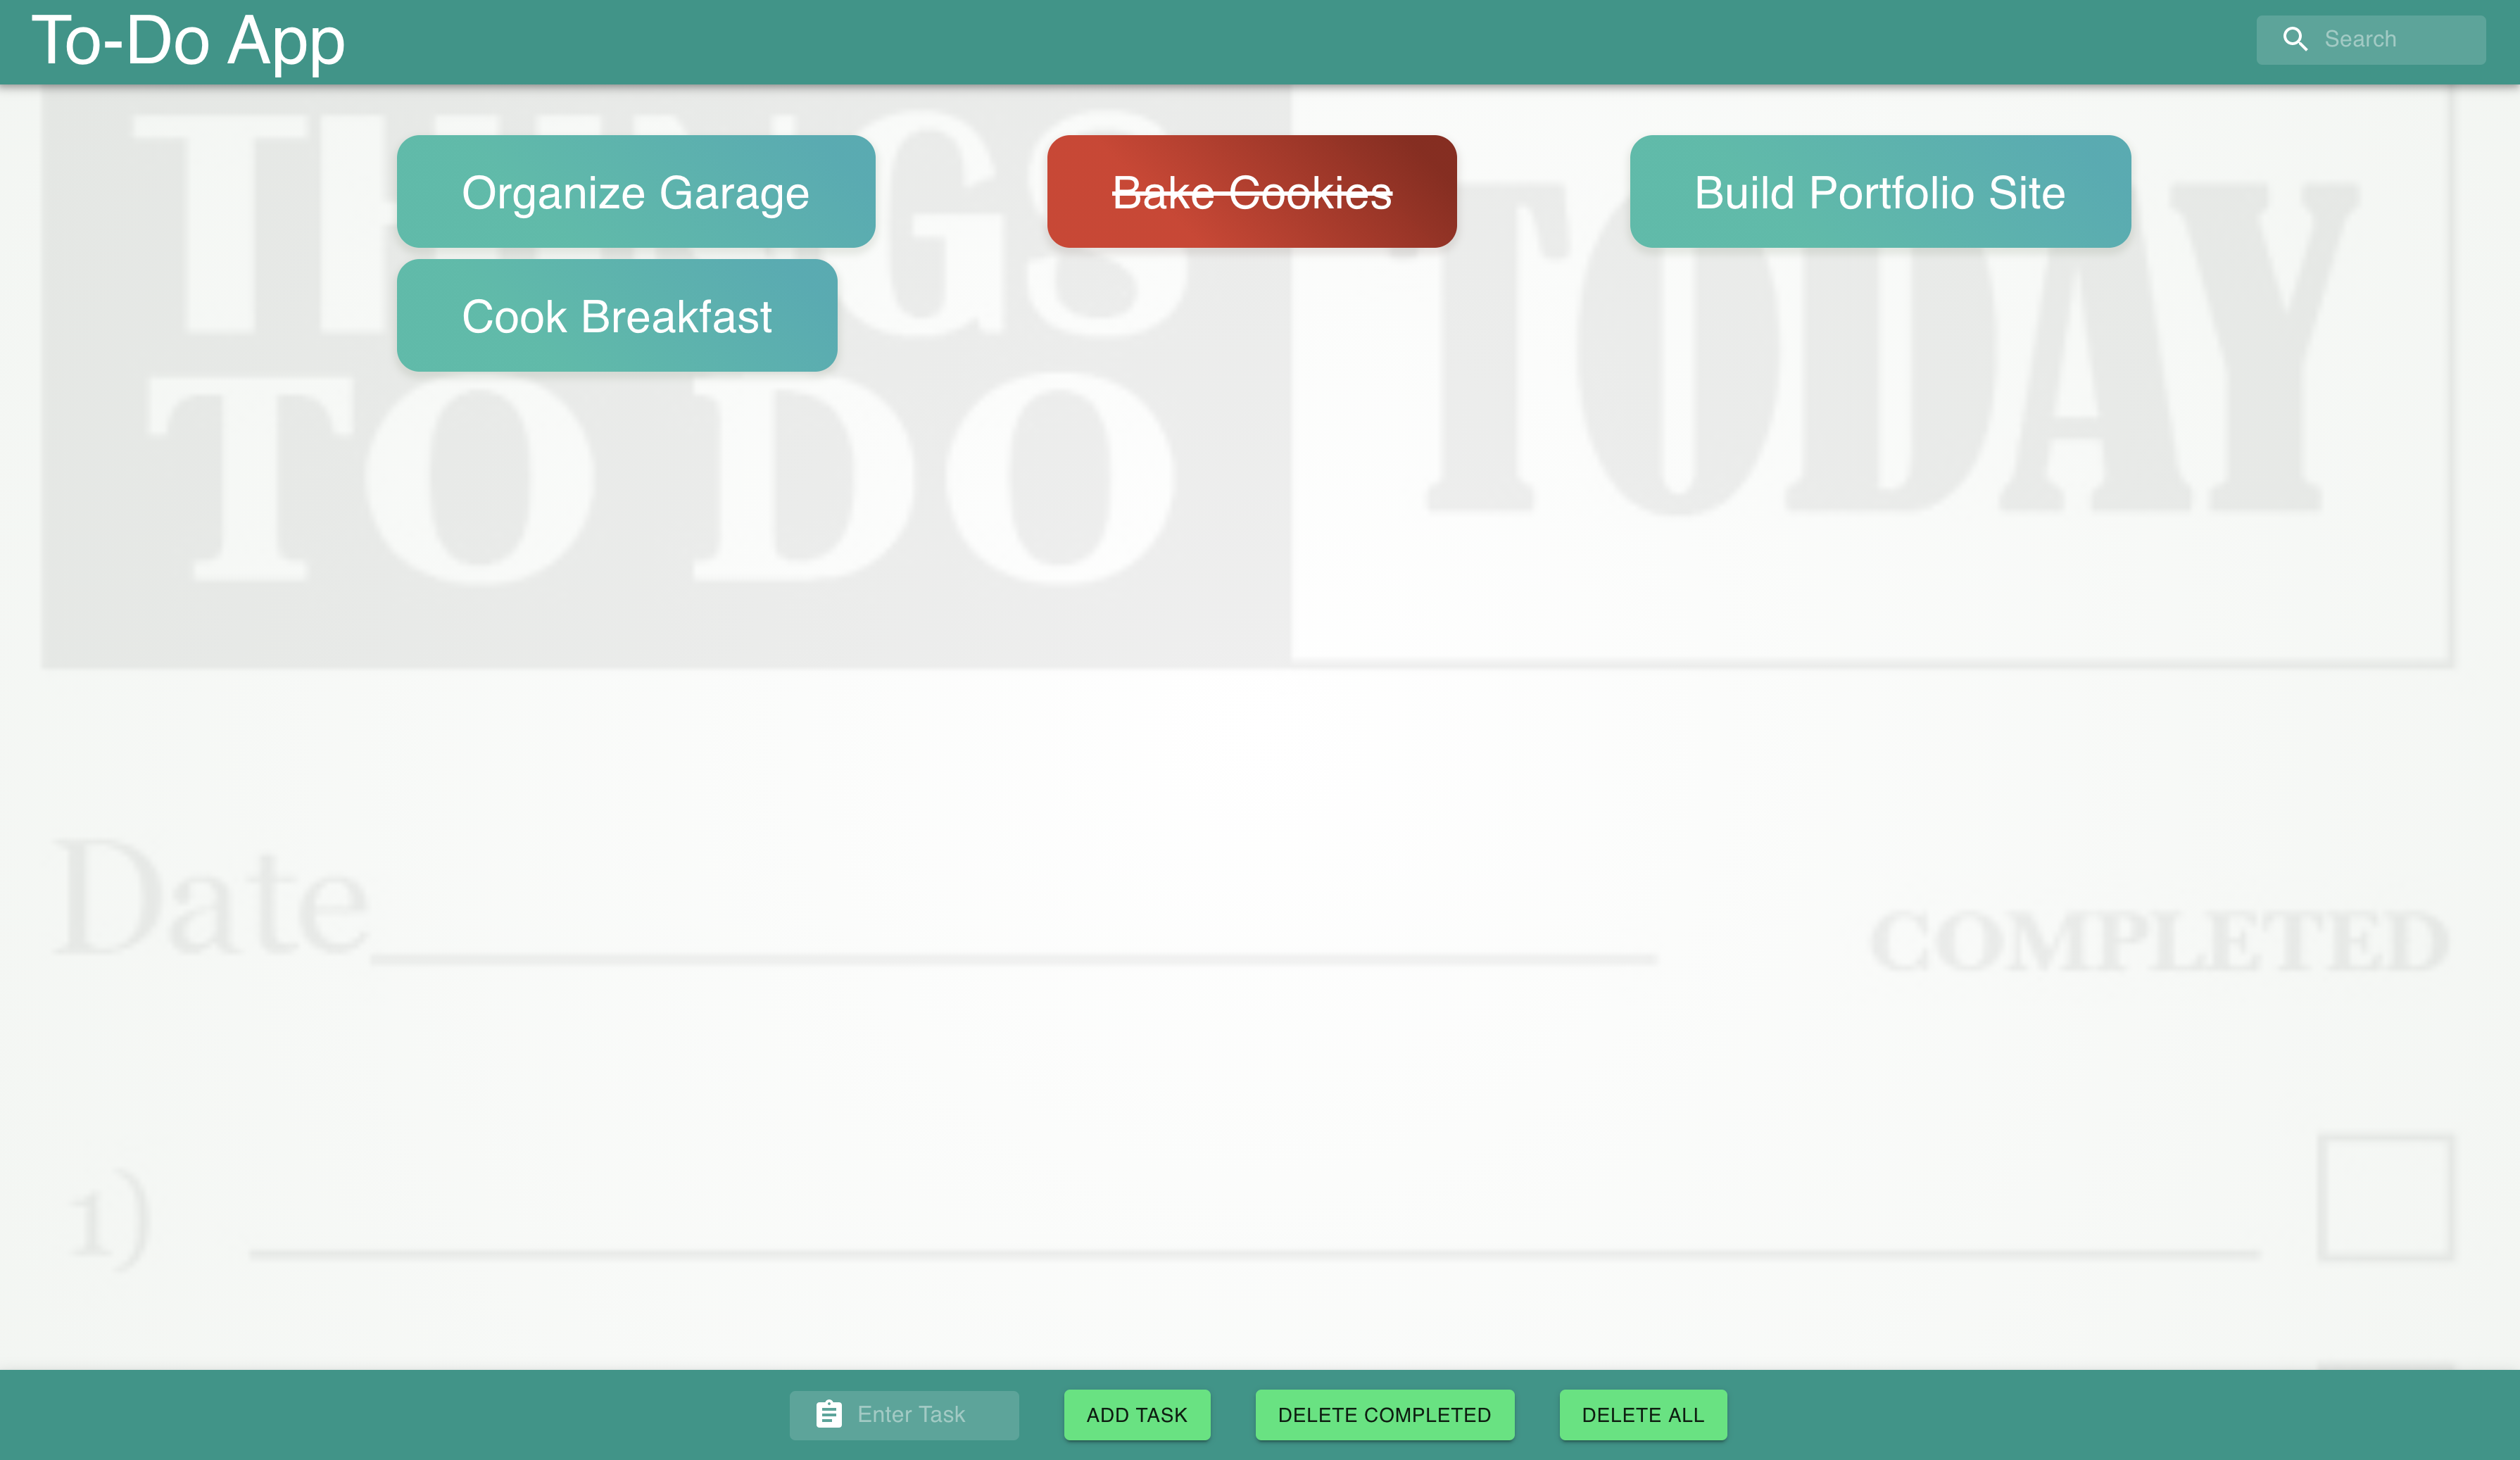 To-Do App
Search
THINGS
TO DO
TODAY
Organize Garage
Bake Cookies
Build Portfolio Site
Cook Breakfast
Date
COMPLETED
1)
Enter Task
ADD TASK
DELETE COMPLETED
DELETE ALL